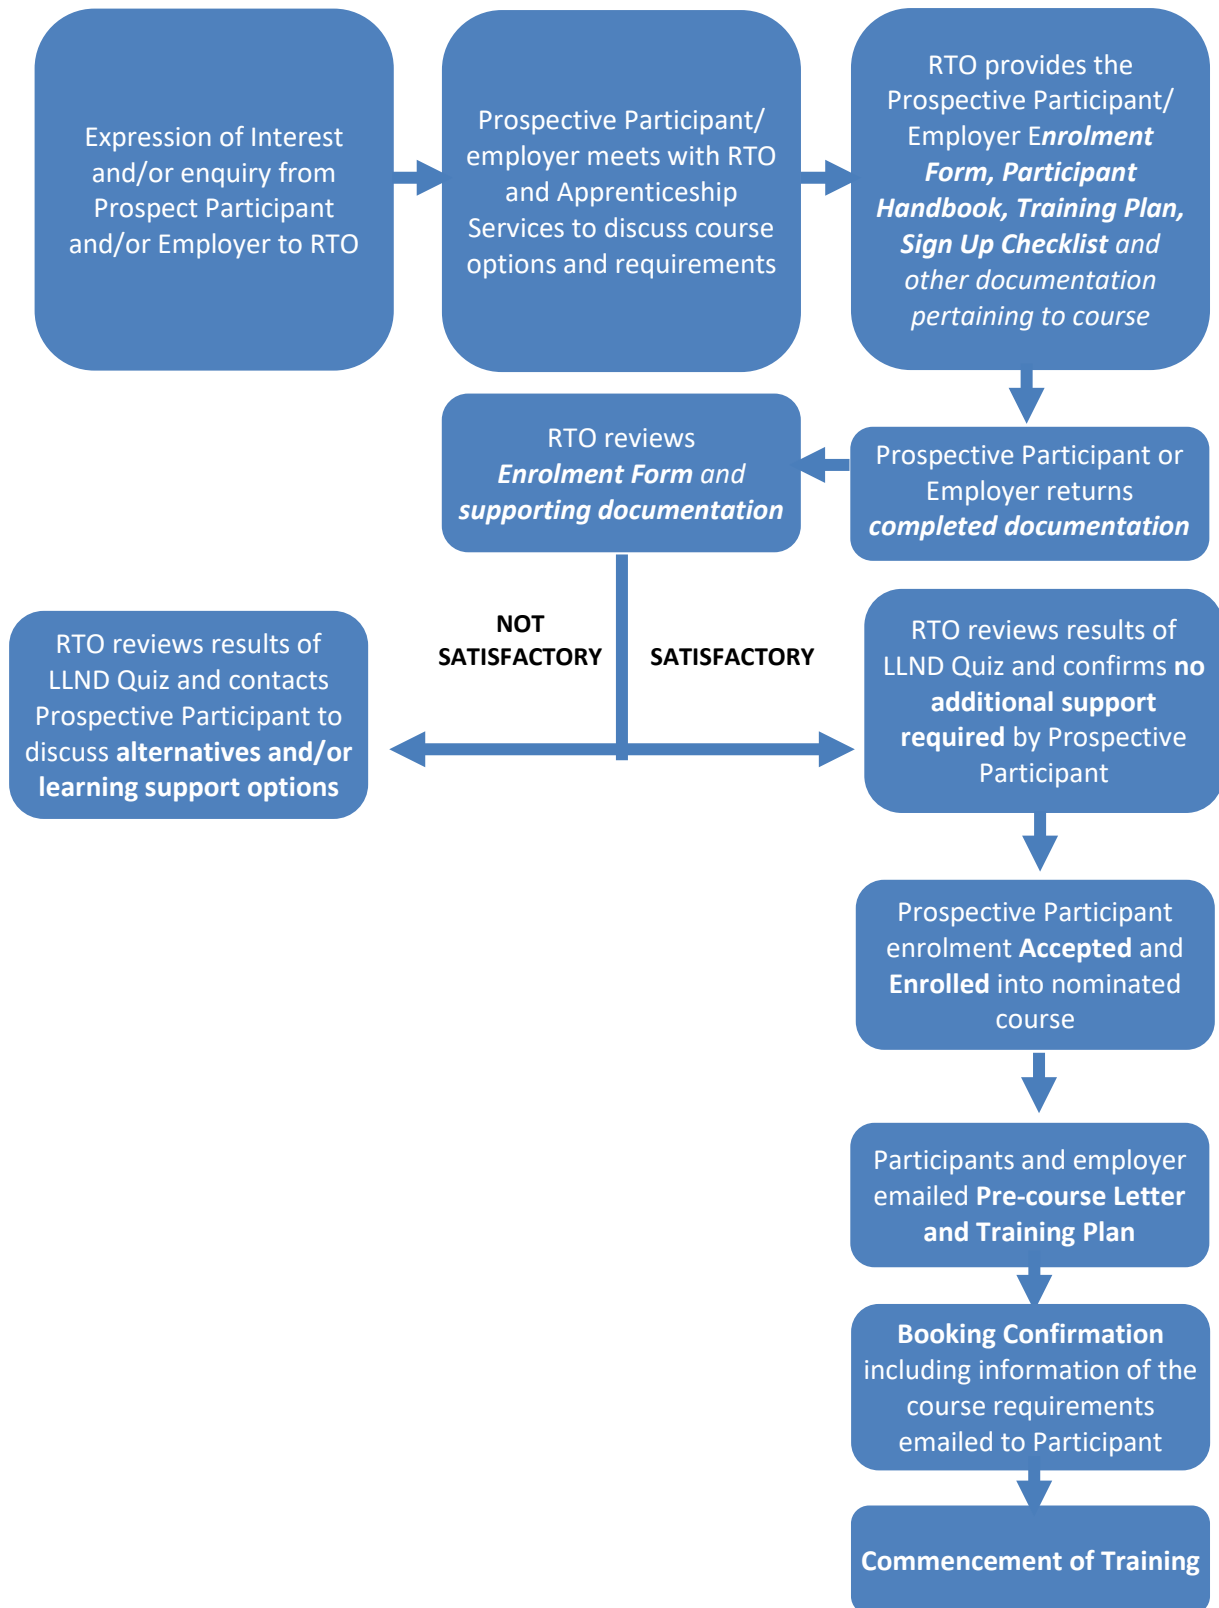 Expression of Interest
and/or enquiry from
Prospect Participant
and/or Employer to RTO
Prospective Participant/
employer meets with RTO
and Apprenticeship
Services to discuss course
options and requirements
RTO provides the
Prospective Participant/
Employer Enrolment
Form, Participant
Handbook, Training Plan,
Sign Up Checklist and
other documentation
pertaining to course
Prospective Participant or
Employer returns
completed documentation
RTO reviews
Enrolment Form and
supporting documentation
NOT
SATISFACTORY
SATISFACTORY
RTO reviews results of
LLND Quiz and contacts
Prospective Participant to
discuss alternatives and/or
learning support options
RTO reviews results of
LLND Quiz and confirms no
additional support
required by Prospective
Participant
Prospective Participant
enrolment Accepted and
Enrolled into nominated
course
Participants and employer
emailed Pre-course Letter
and Training Plan
Booking Confirmation
including information of the
course requirements
emailed to Participant
Commencement of Training